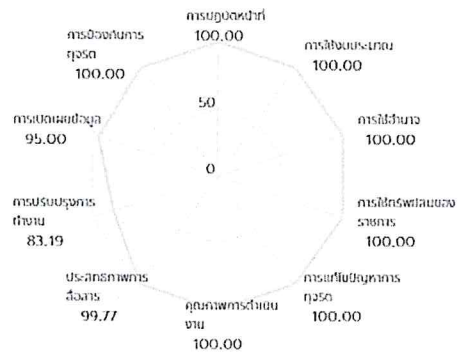 การปฏิบัติหน้าที่
100.00
การป้องกันการ
ทุจริต
100.00
การใช้งบประมาณ
100.00
50
การเปิดเผยข้อมูล
95.00
การใช้อำนาจ
100.00
0
การปรับปรุงการ
ทำงาน
83.19
การใช้ทรัพย์สินของ
ราชการ
100.00
ประสิทธิภาพการ
สื่อสาร
99.77
คุณภาพการดำเนิน
งาน
100.00
การแก้ไขปัญหาการ
ทุจริต
100.00